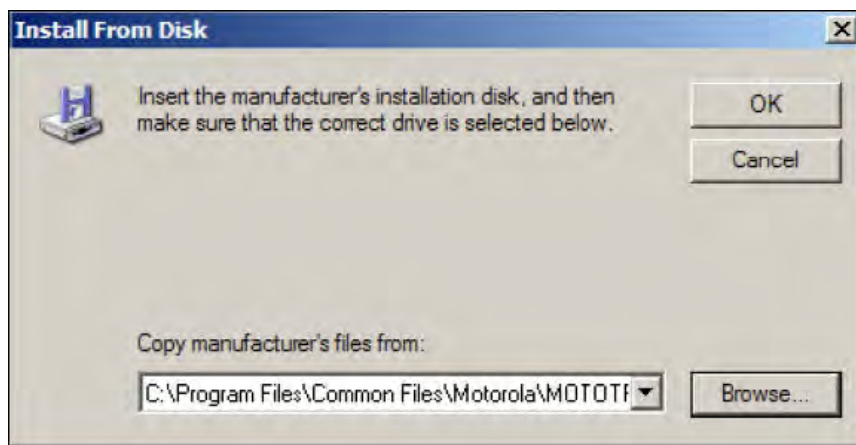 Install From Disk
Insert the manufacturer's installation disk, and then
make sure that the correct drive is selected below.
OK
Cancel
Copy manufacturer's files from:
C:\Program Files\Common Files\Motorola\MOTOTF
Browse...